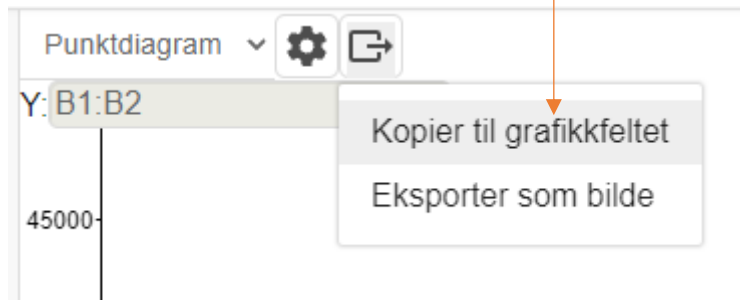 Punktdiagram
Y: B1:B2
Kopier til grafikkfeltet
Eksporter som bilde
45000